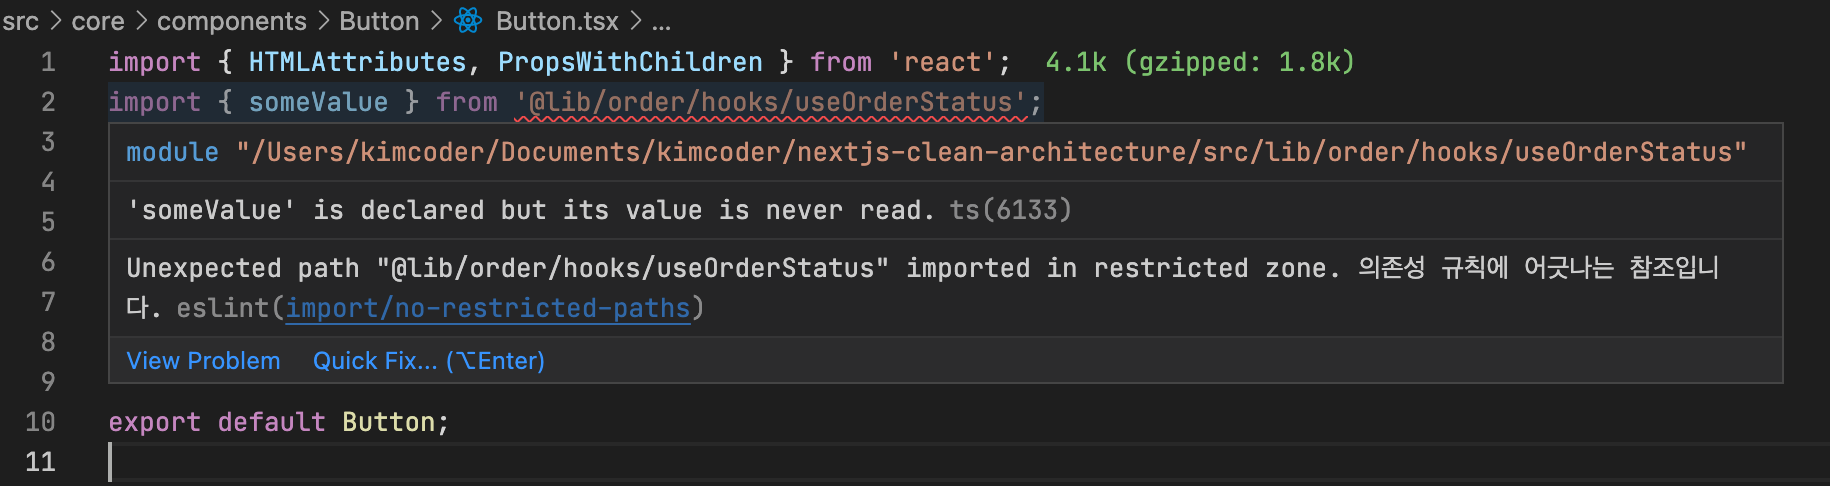 src > core > components > Button > Button.tsx > ...
1 import { HTMLAttributes, PropsWithChildren } from 'react'; 4.1k (gzipped: 1.8k)
2 import { someValue } from '@lib/order/hooks/useOrderStatus';
3
module "/Users/kimcoder/Documents/kimcoder/nextjs-clean-architecture/src/lib/order/hooks/useOrderStatus"
4
'someValue' is declared but its value is never read. ts(6133)
5
6
Unexpected path "@lib/order/hooks/useOrderStatus" imported in restricted zone. 의존성 규칙에 어긋나는 참조입니
7
다. eslint(import/no-restricted-paths)
8
View Problem Quick Fix... (⌥Enter)
9
10 export default Button;
11